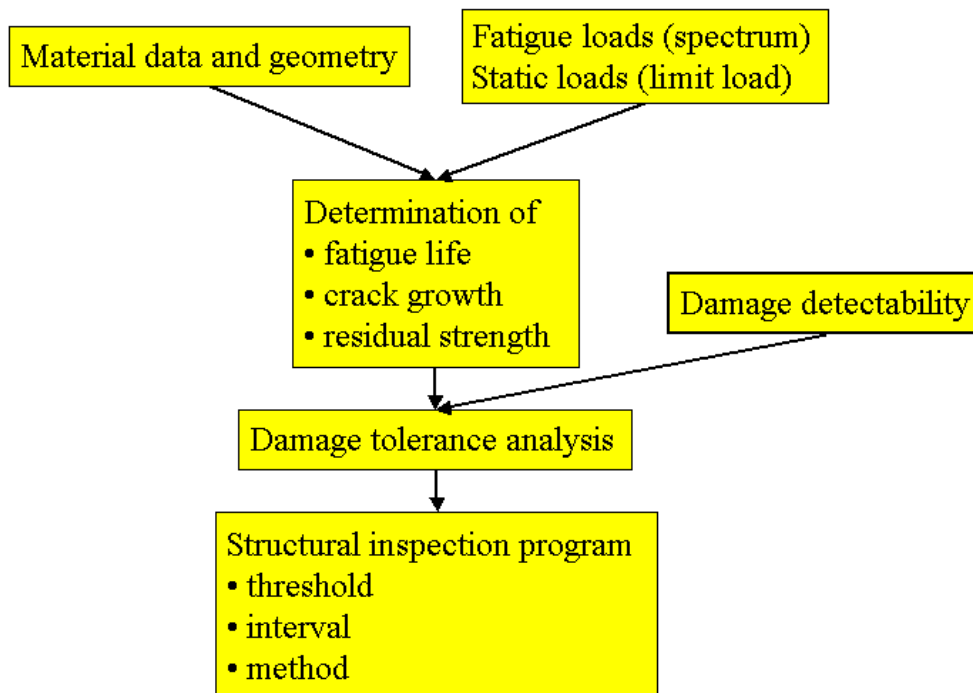 Material data and geometry
Fatigue loads (spectrum)
Static loads (limit load)
Determination of
• fatigue life
• crack growth
• residual strength
Damage detectability
Damage tolerance analysis
Structural inspection program
• threshold
• interval
• method